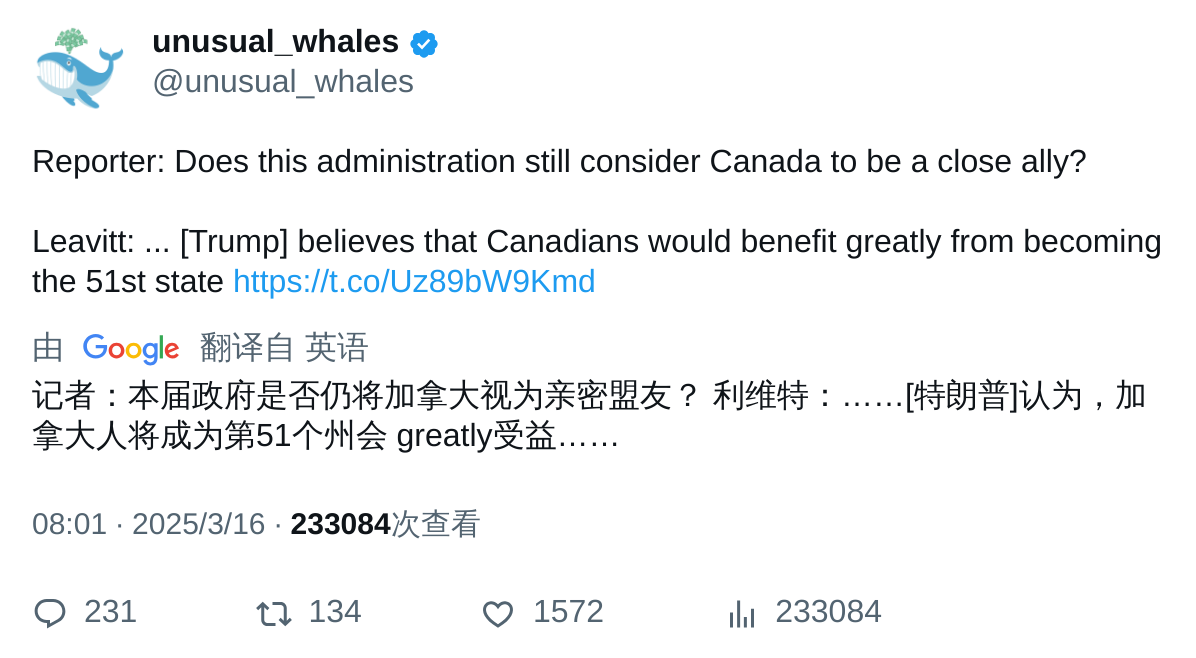 unusual_whales
@unusual_whales
Reporter: Does this administration still consider Canada to be a close ally?
Leavitt: ... [Trump] believes that Canadians would benefit greatly from becoming
the 51st state https://t.co/Uz89bW9Kmd
由 Google 翻译自 英语
记者：本届政府是否仍将加拿大视为亲密盟友？ 利维特：……[特朗普]认为，加
拿大人将成为第51个州会 greatly受益……
08:01 · 2025/3/16 · 233084次查看
231 134 1572 233084